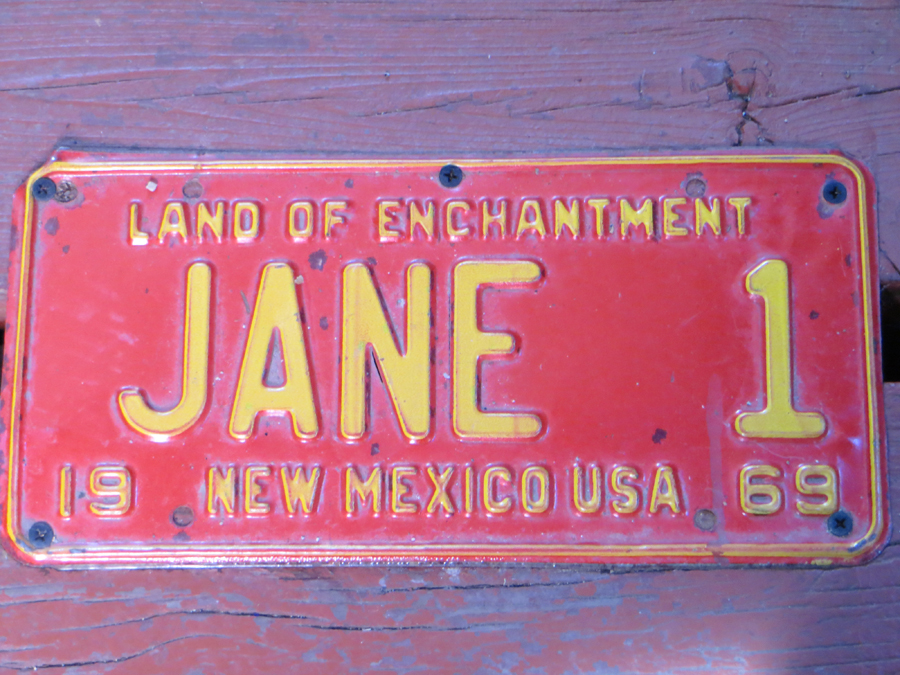 LAND OF ENCHANTMENT
JANE 1
19 NEW MEXICO USA 69